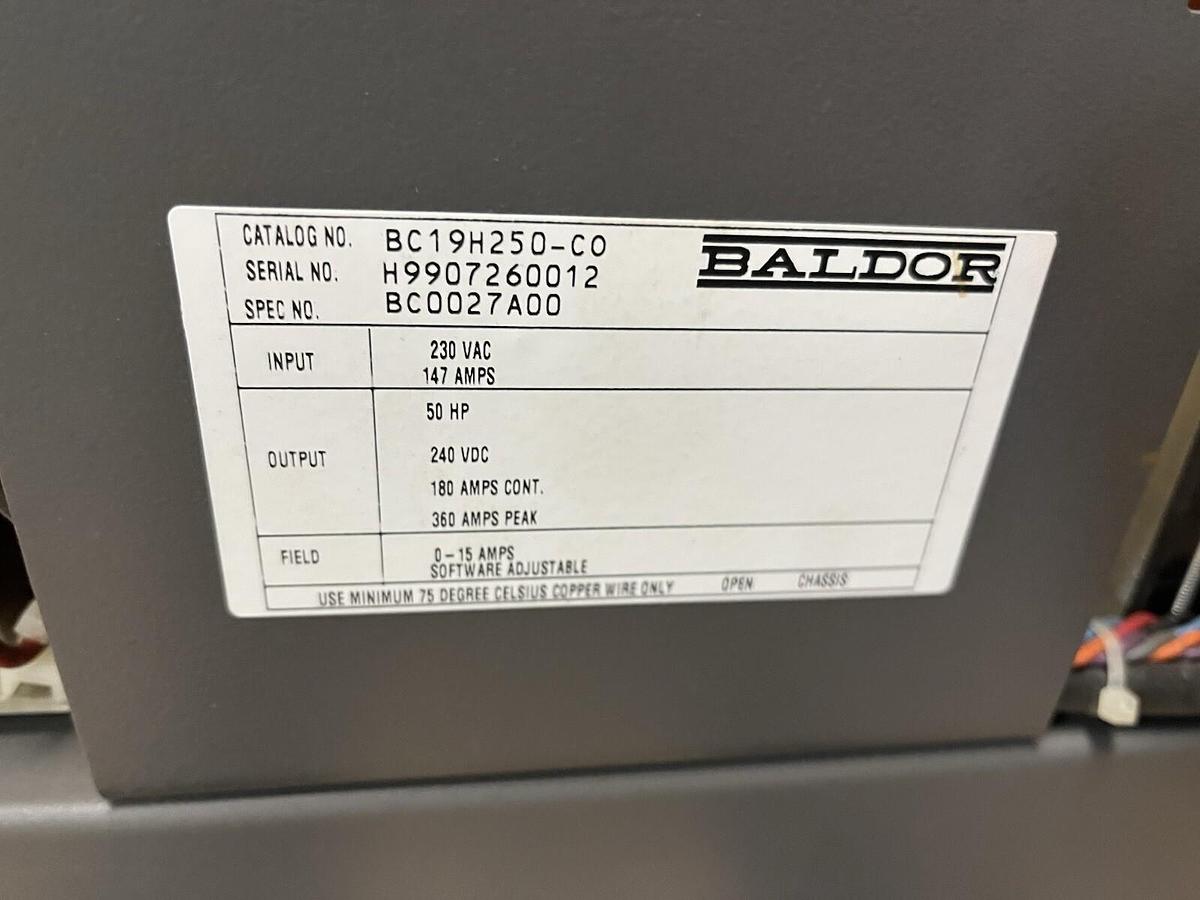 CATALOG NO. BC19H250-CO
SERIAL NO. H9907260012
SPEC NO. BC0027A00
BALDOR
INPUT
230 VAC
147 AMPS
OUTPUT
50 HP
240 VDC
180 AMPS CONT.
360 AMPS PEAK
FIELD
0-15 AMPS
SOFTWARE ADJUSTABLE
USE MINIMUM 75 DEGREE CELSIUS COPPER WIRE ONLY OPEN CHASSIS